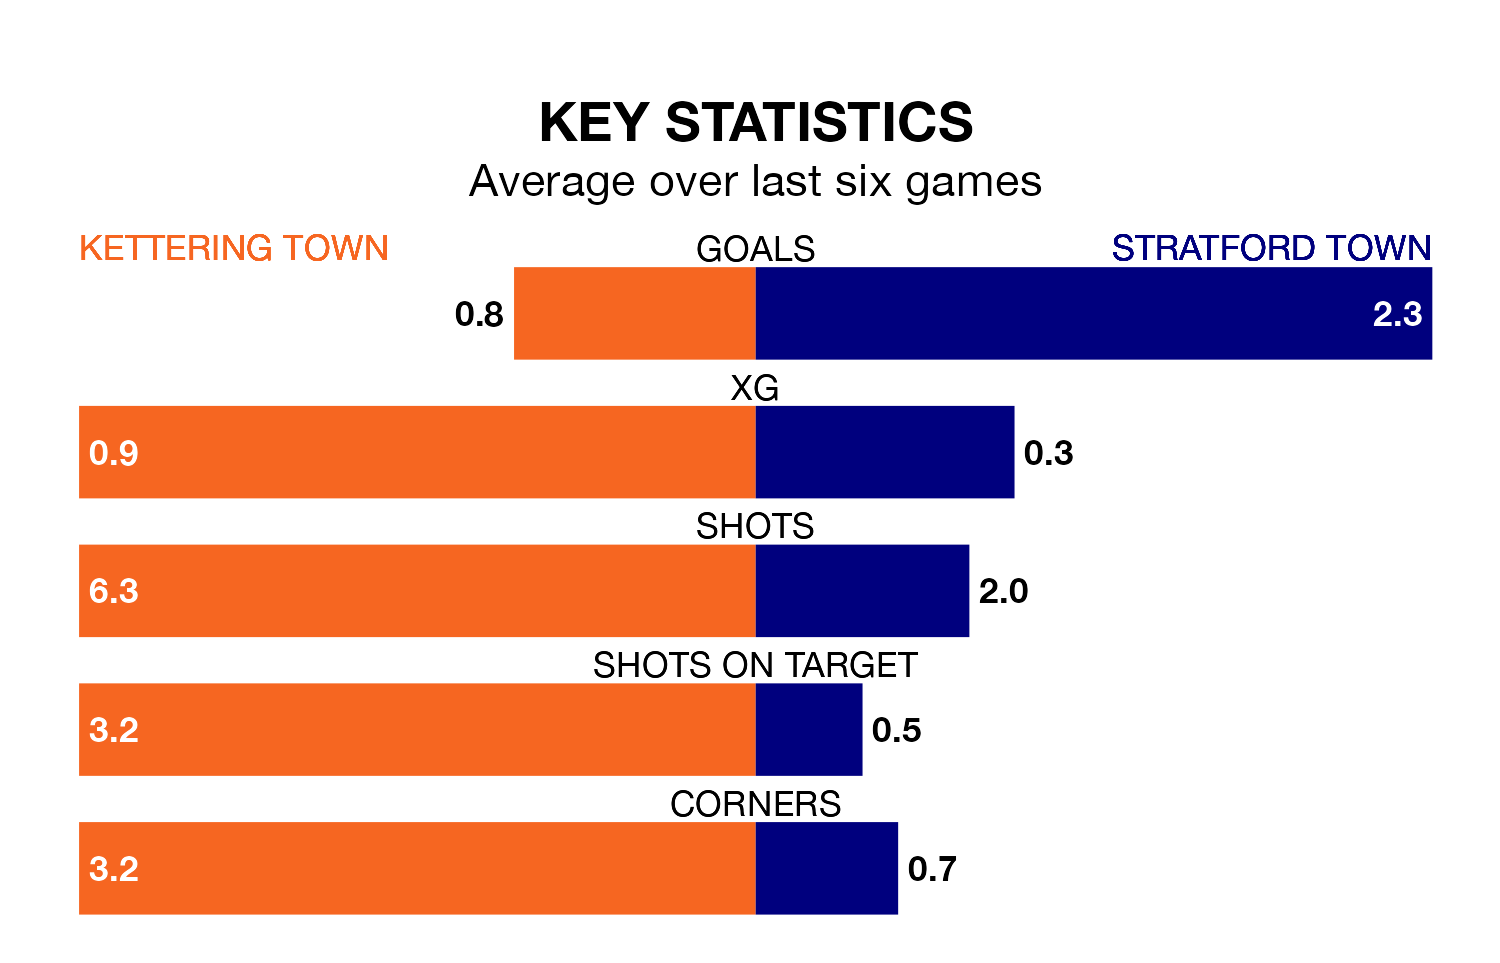 KEY STATISTICS
Average over last six games
KETTERING TOWN GOALS STRATFORD TOWN
0.8 2.3
XG
0.9 0.3
SHOTS
6.3 2.0
SHOTS ON TARGET
3.2 0.5
CORNERS
3.2 0.7